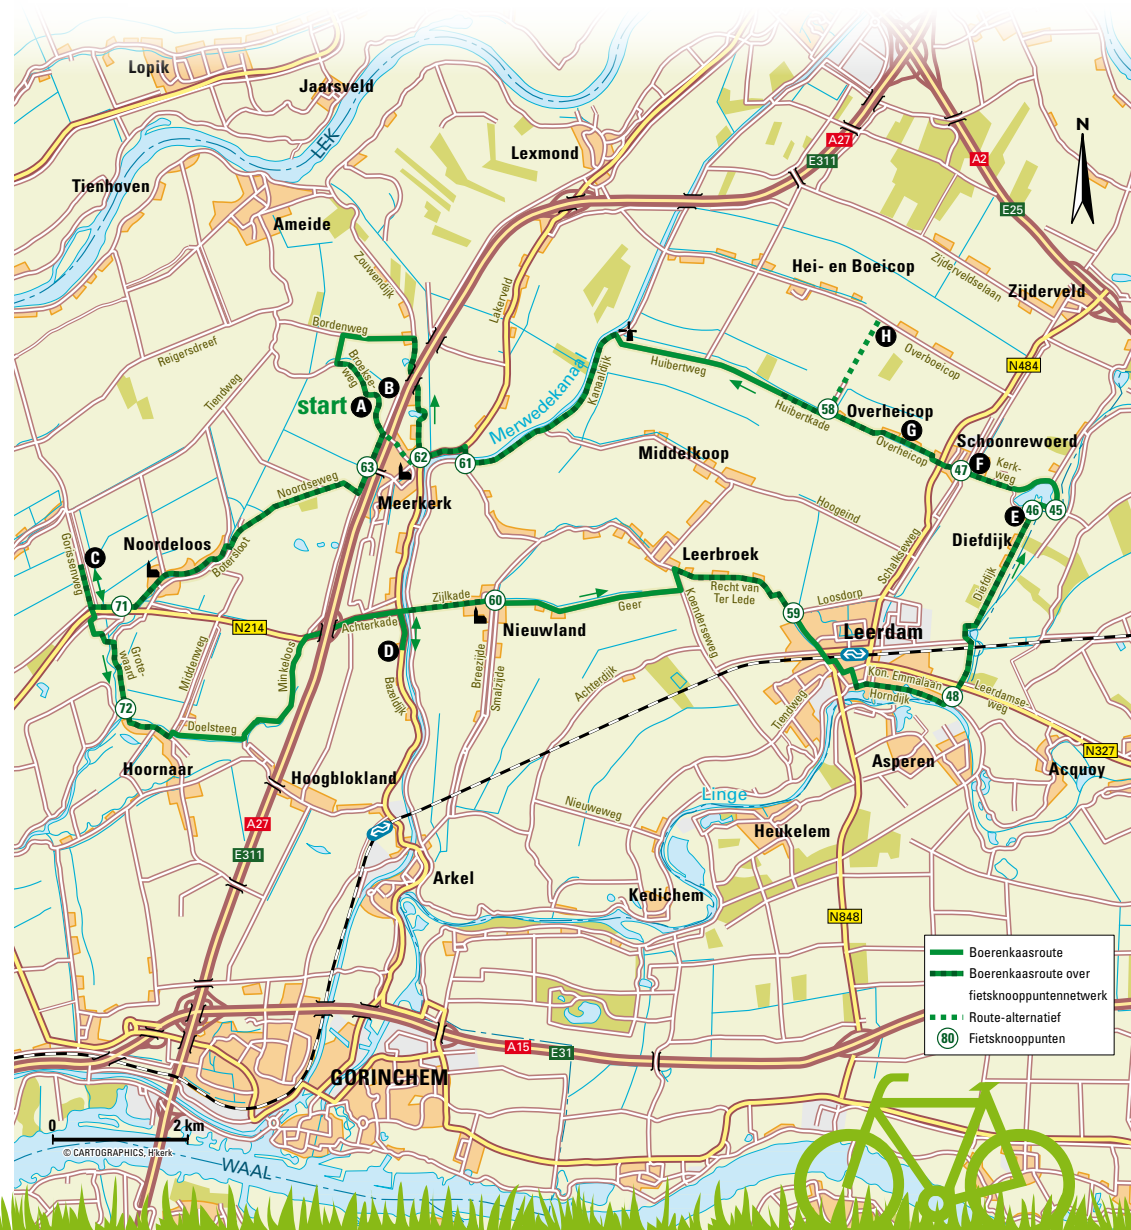 Lopik
Jaarsveld
LEK
Lexmond
A27
E311
A2
N
Tienhoven
Ameide
E25
Zouwendijk
Hei- en Boeicop
Zijderveldselaan
Zijderveld
Lakerveld
Bordenweg
Reigersdreef
H
Overboeicop
Broekse-
weg
B
Huibertweg
N484
Tiendweg
start A
Merwedekanaal
Kanaaldijk
Huibertkade
58
Overheicop
G
Overheicop
Schoonrewoerd
62
61
Middelkoop
47
F
Kerk-
weg
63
Noordseweg
Meerkerk
Hoogeind
E
46
45
Diefdijk
Gorissenweg
C
Noordeloos
Botersloot
Leerbroek
Schalkseweg
Diefdijk
71
Zijlkade
60
Geer
Recht van
Ter Lede
59
Loosdorp
N214
Achterkade
Nieuwland
Koenderseweg
Leerdam
Grote-
waard
Middenweg
Minkeloos
D
Breezijde
Smalzijde
Achterdijk
Bazeldijk
Tiendweg
Kon. Emmalaan
Horndijk
48
Leerdamse-
weg
72
Doelsteeg
N327
Hoornaar
Hoogblokland
Asperen
Acquoy
Linge
Nieuweweg
A27
Heukelem
E311
Arkel
Kedichem
N848
Boerenkaasroute
Boerenkaasroute over
fietsknooppuntennetwerk
Route-alternatief
80 Fietsknooppunten
A15
E31
GORINCHEM
0 2 km
© CARTOGRAPHICS, H'kerk
WAAL